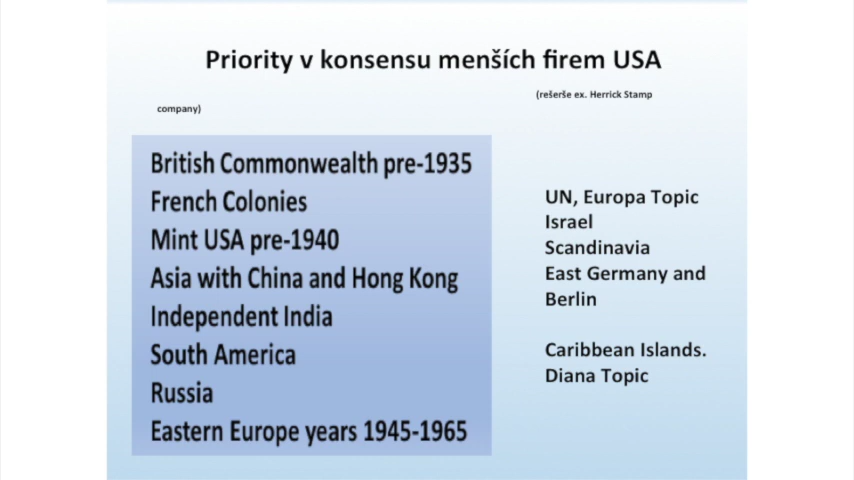 Priority v konsensu menších firem USA
(rešerše ex. Herrick Stamp
company)
British Commonwealth pre-1935
French Colonies
Mint USA pre-1940
Asia with China and Hong Kong
Independent India
South America
Russia
Eastern Europe years 1945-1965
UN, Europa Topic
Israel
Scandinavia
East Germany and
Berlin
Caribbean Islands.
Diana Topic